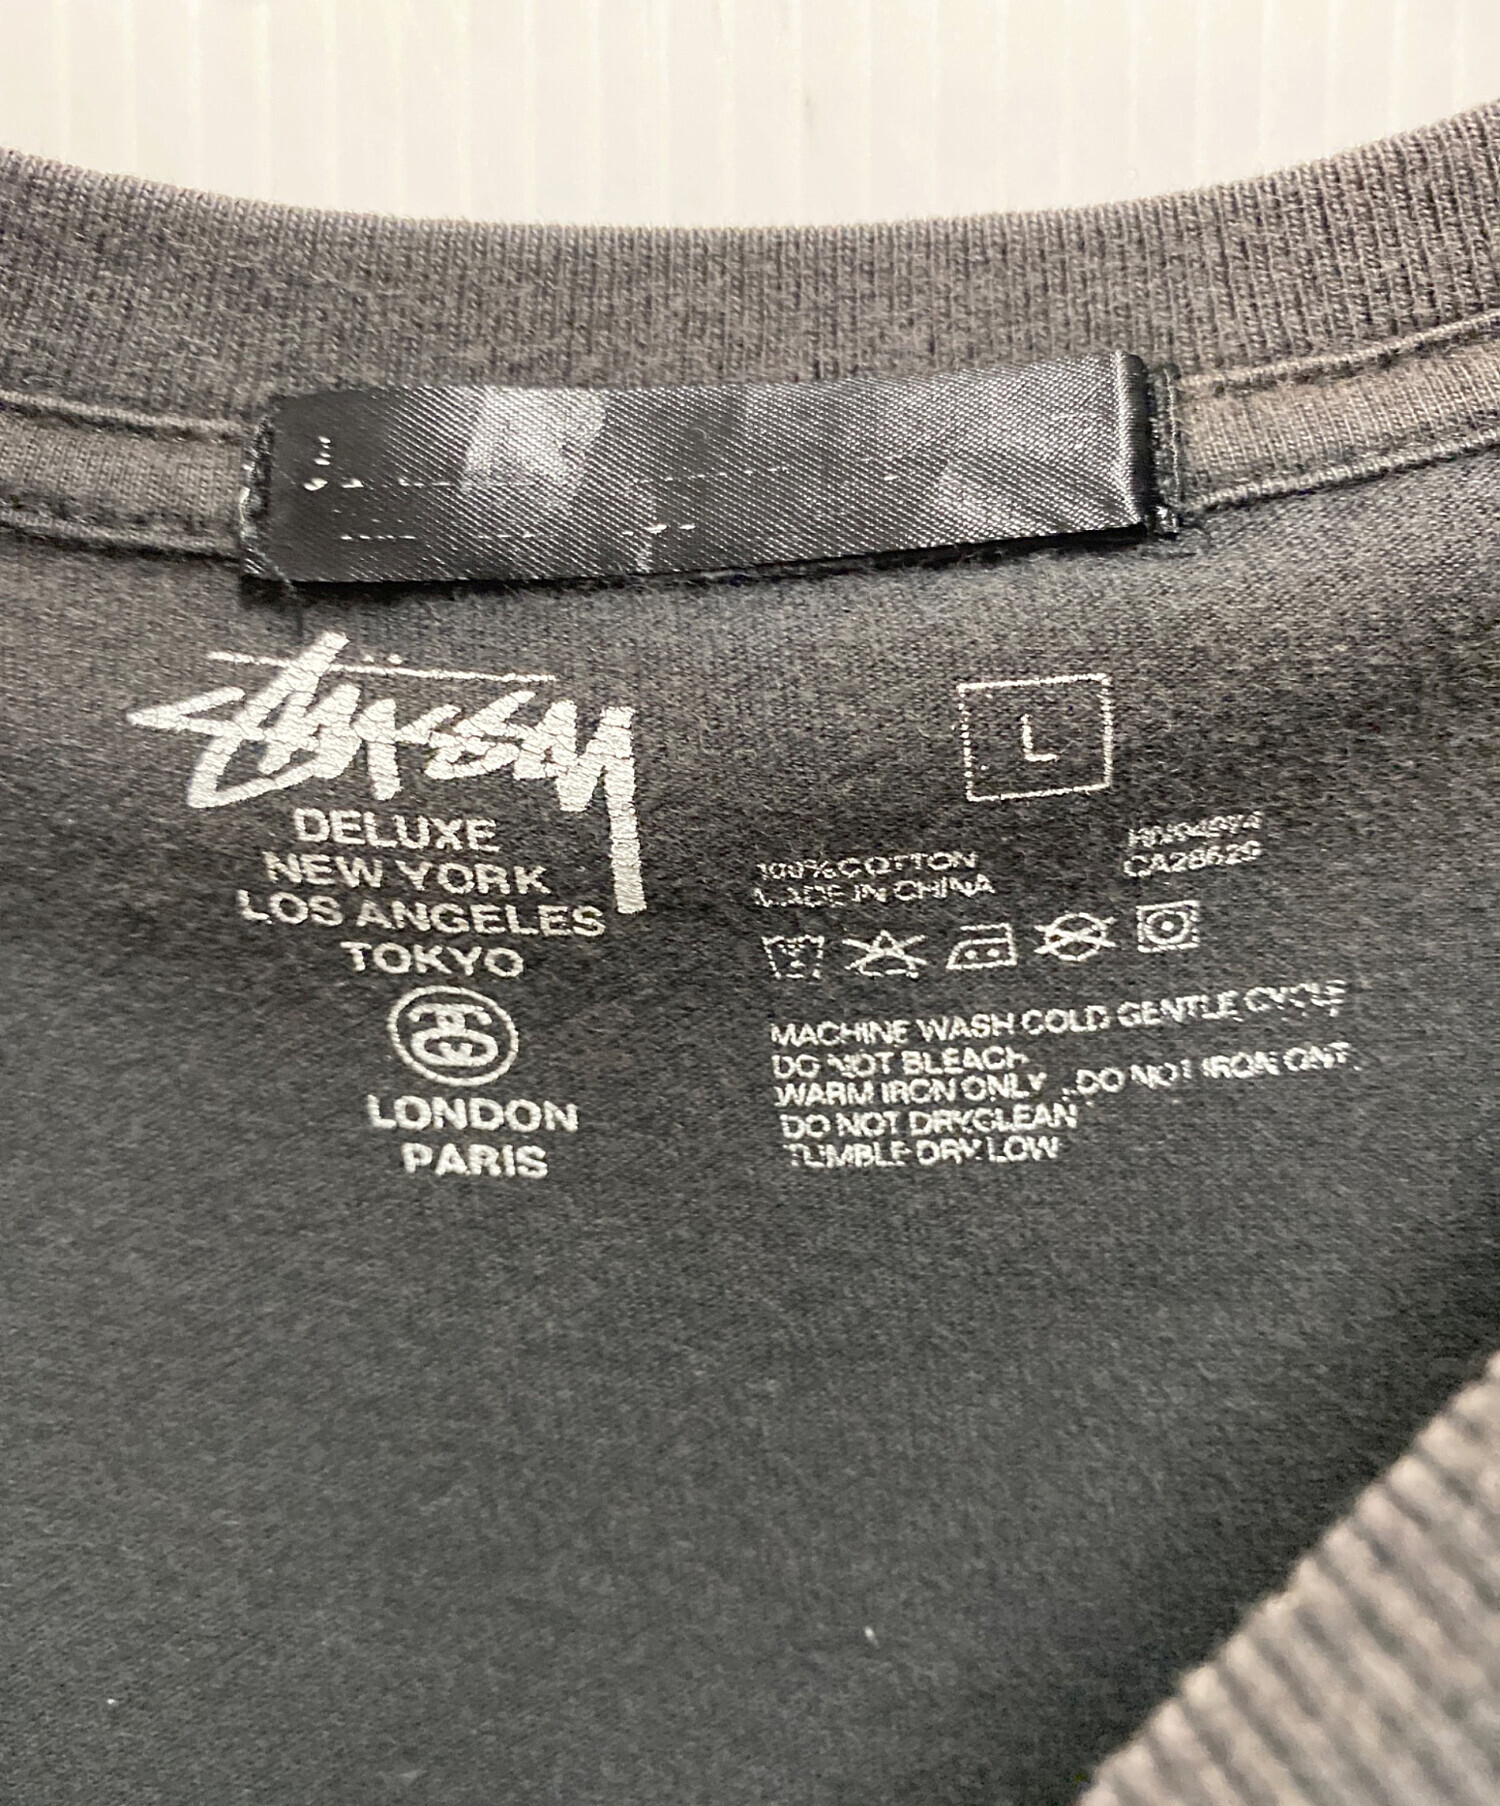 STÜSSY
DELUXE
NEW YORK
LOS ANGELES
TOKYO
LONDON
PARIS
L
100% COTTON
MADE IN CHINA
CA28629
MACHINE WASH COLD GENTLE CYCLE
DO NOT BLEACH
WARM IRON ONLY DO NOT IRON ONT
DO NOT DRYCLEAN
TUMBLE DRY LOW